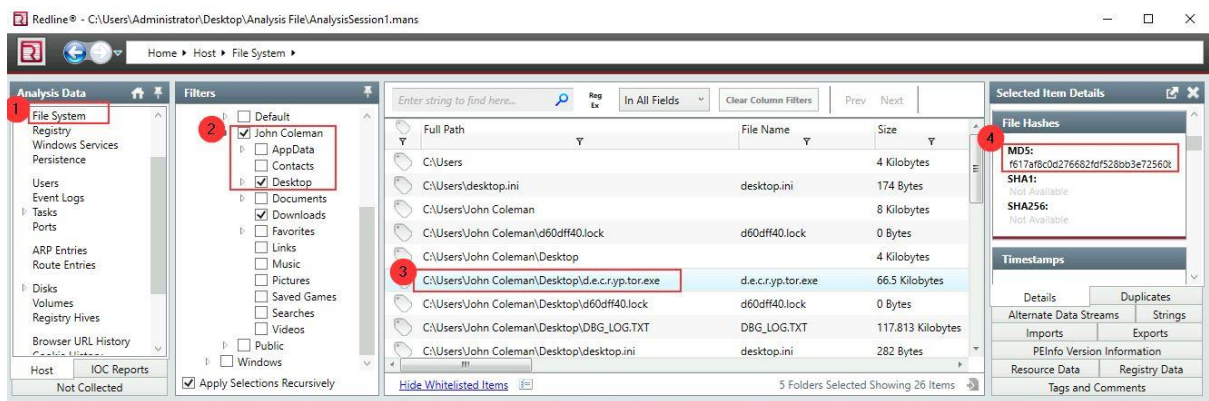 Redline® - C:\Users\Administrator\Desktop\Analysis File\AnalysisSession1.mans
Home ▸ Host ▸ File System ▸
Analysis Data
1
File System
Registry
Windows Services
Persistence
Users
Event Logs
Tasks
Ports
ARP Entries
Route Entries
Disks
Volumes
Registry Hives
Browser URL History
Cookie History
Host
IOC Reports
Not Collected
Filters
Default
2
John Coleman
AppData
Contacts
Desktop
Documents
Downloads
Favorites
Links
Music
Pictures
Saved Games
Searches
Videos
Public
Windows
Apply Selections Recursively
Enter string to find here... Reg Ex In All Fields Clear Column Filters Prev Next
Full Path File Name Size
C:\Users 4 Kilobytes
C:\Users\desktop.ini desktop.ini 174 Bytes
C:\Users\John Coleman 8 Kilobytes
C:\Users\John Coleman\d60dff40.lock d60dff40.lock 0 Bytes
C:\Users\John Coleman\Desktop 4 Kilobytes
3
C:\Users\John Coleman\Desktop\d.e.c.r.yp.tor.exe d.e.c.r.yp.tor.exe 66.5 Kilobytes
C:\Users\John Coleman\Desktop\d60dff40.lock d60dff40.lock 0 Bytes
C:\Users\John Coleman\Desktop\DBG_LOG.TXT DBG_LOG.TXT 117.813 Kilobytes
C:\Users\John Coleman\Desktop\desktop.ini desktop.ini 282 Bytes
Hide Whitelisted Items 5 Folders Selected Showing 26 Items
Selected Item Details
File Hashes
4
MD5:
f617af8c0d276682fdf528bb3e72560b
SHA1:
Not Available
SHA256:
Not Available
Timestamps
Details Duplicates
Alternate Data Streams Strings
Imports Exports
PEInfo Version Information
Resource Data Registry Data
Tags and Comments